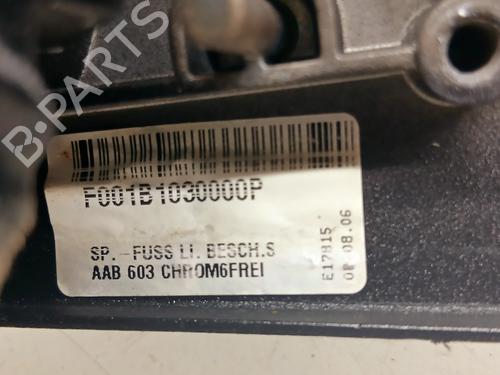 B-PARTS
F001B1030000P
SP.-FUSS LI. BESCH.S
AAB 603 CHROM6FREI
E17815
08.06